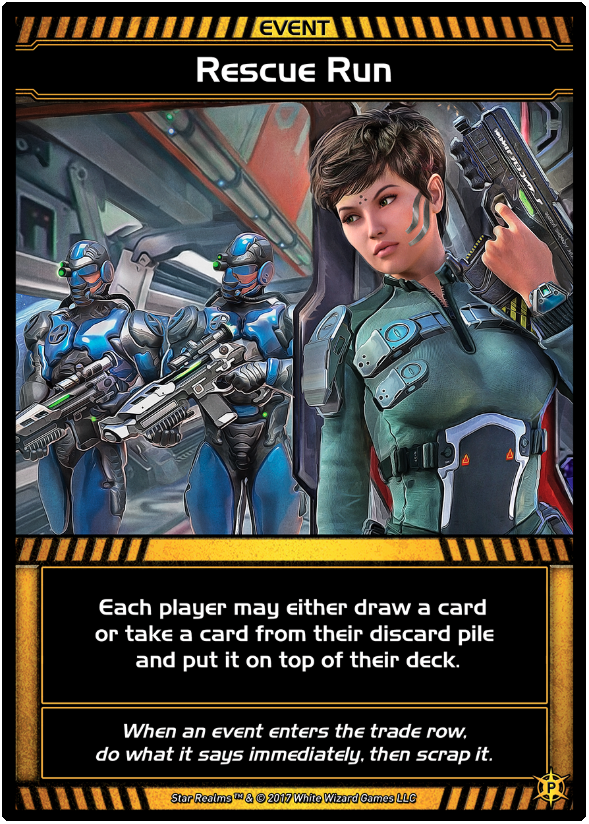 EVENT
Rescue Run
Each player may either draw a card
or take a card from their discard pile
and put it on top of their deck.
When an event enters the trade row,
do what it says immediately, then scrap it.
P
Star Realms ™ & © 2017 White Wizard Games LLC